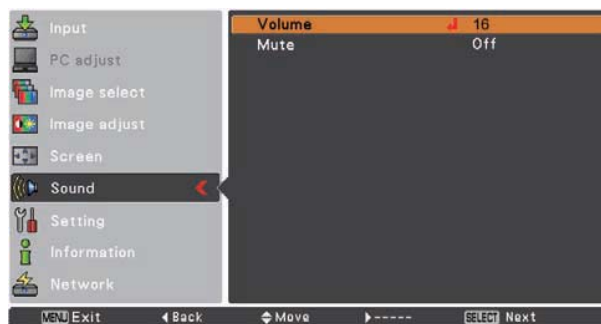 Input
PC adjust
Image select
Image adjust
Screen
Sound
Setting
Information
Network
Volume 16
Mute Off
MENU Exit Back Move ----- SELECT Next